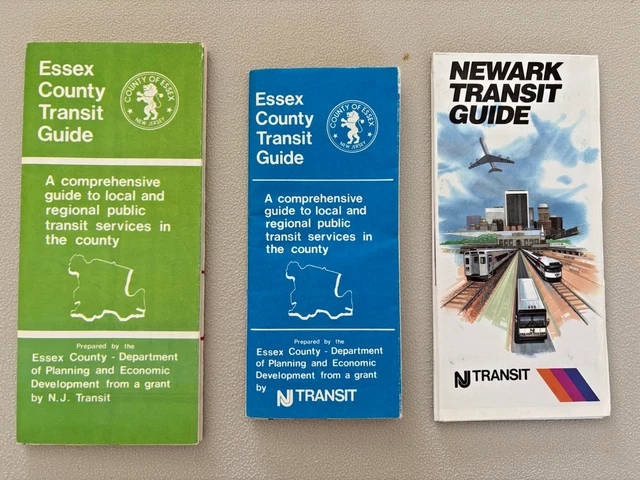 Essex
County
Transit
Guide
COUNTY OF ESSEX
NEW JERSEY
A comprehensive
guide to local and
regional public
transit services in
the county
Prepared by the
Essex County - Department
of Planning and Economic
Development from a grant
by N.J. Transit
Essex
County
Transit
Guide
COUNTY OF ESSEX
NEW JERSEY
A comprehensive
guide to local and
regional public
transit services in
the county
Prepared by the
Essex County - Department
of Planning and Economic
Development from a grant
by NJ TRANSIT
NEWARK
TRANSIT
GUIDE
NJ TRANSIT